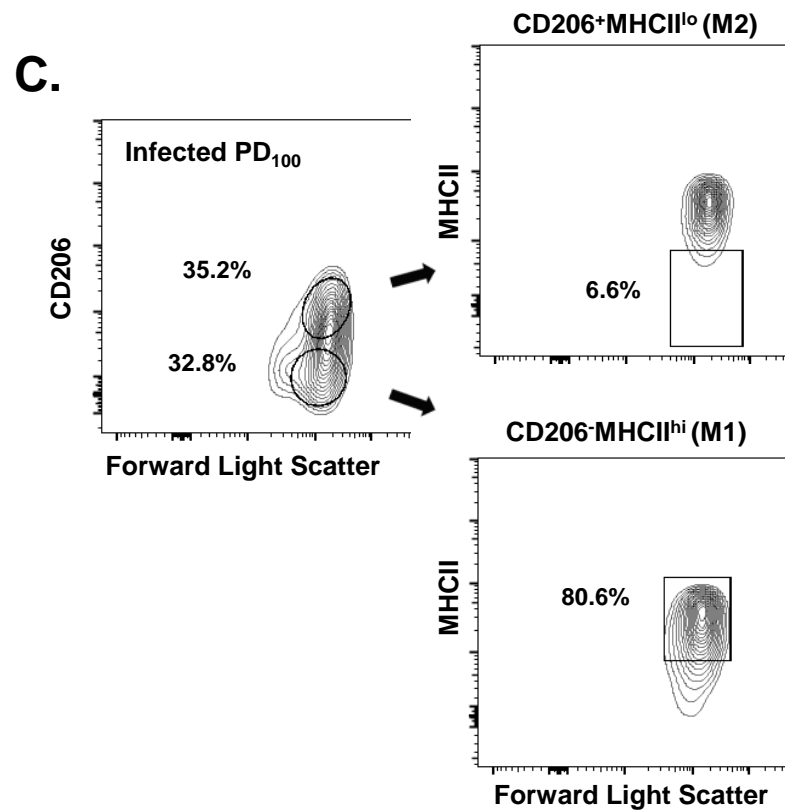 C.
Infected PD₁₀₀
CD206
35.2%
32.8%
Forward Light Scatter
CD206⁺MHCIIˡᵒ (M2)
MHCII
6.6%
CD206⁻MHCIIʰⁱ (M1)
MHCII
80.6%
Forward Light Scatter